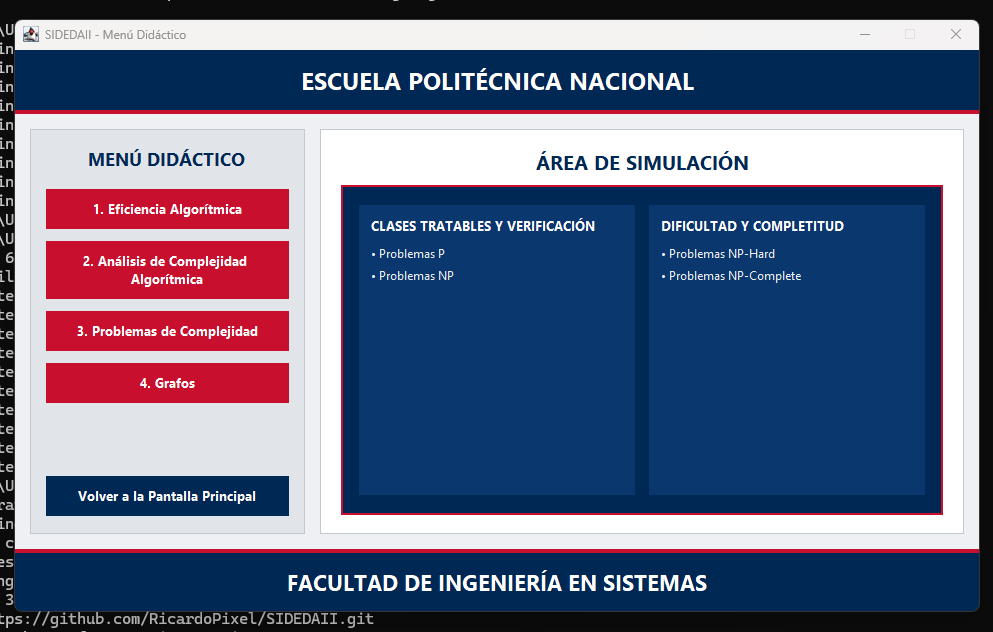 SIDEDAII - Menú Didáctico
ESCUELA POLITÉCNICA NACIONAL
MENÚ DIDÁCTICO
1. Eficiencia Algorítmica
2. Análisis de Complejidad
Algorítmica
3. Problemas de Complejidad
4. Grafos
Volver a la Pantalla Principal
ÁREA DE SIMULACIÓN
CLASES TRATABLES Y VERIFICACIÓN
• Problemas P
• Problemas NP
DIFICULTAD Y COMPLETITUD
• Problemas NP-Hard
• Problemas NP-Complete
FACULTAD DE INGENIERÍA EN SISTEMAS
tps://github.com/RicardoPixel/SIDEDAII.git